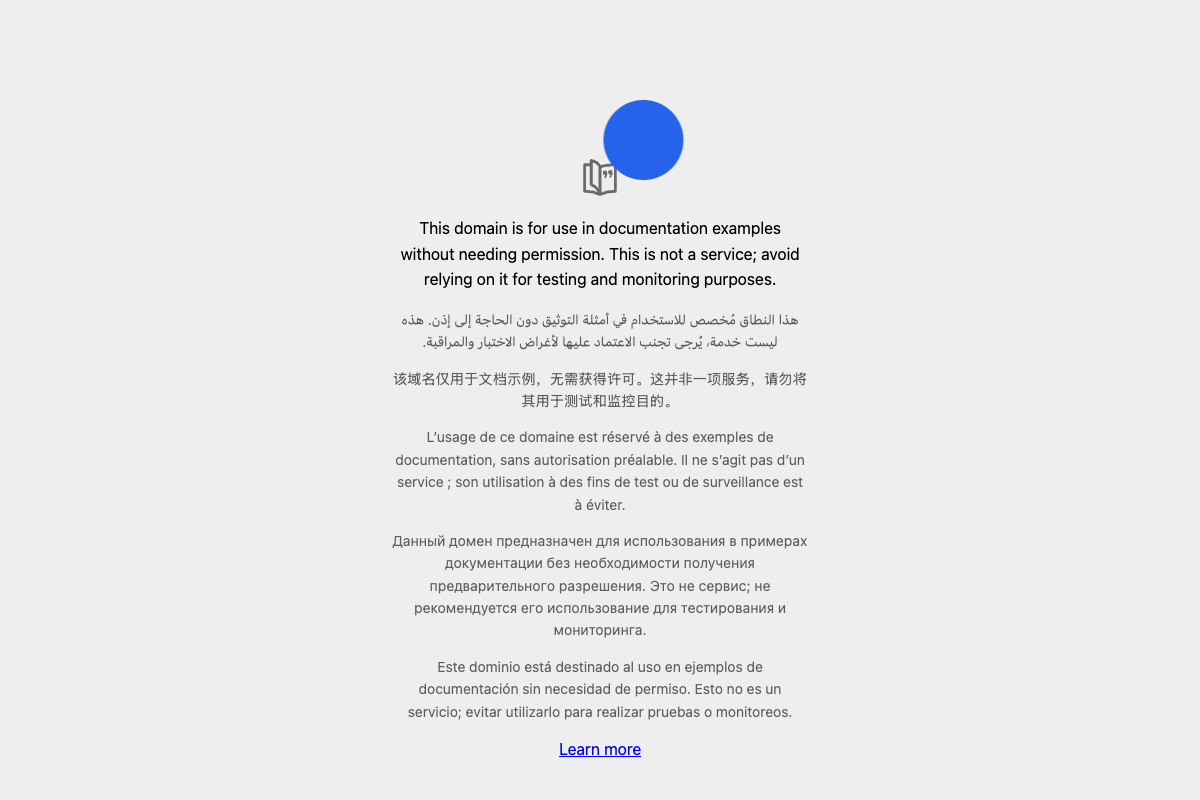 This domain is for use in documentation examples
without needing permission. This is not a service; avoid
relying on it for testing and monitoring purposes.
هذا النطاق مُخصص للاستخدام في أمثلة التوثيق دون الحاجة إلى إذن. هذه
ليست خدمة، يُرجى تجنب الاعتماد عليها لأغراض الاختبار والمراقبة.
该域名仅用于文档示例，无需获得许可。这并非一项服务，请勿将
其用于测试和监控目的。
L’usage de ce domaine est réservé à des exemples de
documentation, sans autorisation préalable. Il ne s’agit pas d’un
service ; son utilisation à des fins de test ou de surveillance est
à éviter.
Данный домен предназначен для использования в примерах
документации без необходимости получения
предварительного разрешения. Это не сервис; не
рекомендуется его использование для тестирования и
мониторинга.
Este dominio está destinado al uso en ejemplos de
documentación sin necesidad de permiso. Esto no es un
servicio; evitar utilizarlo para realizar pruebas o monitoreos.
Learn more